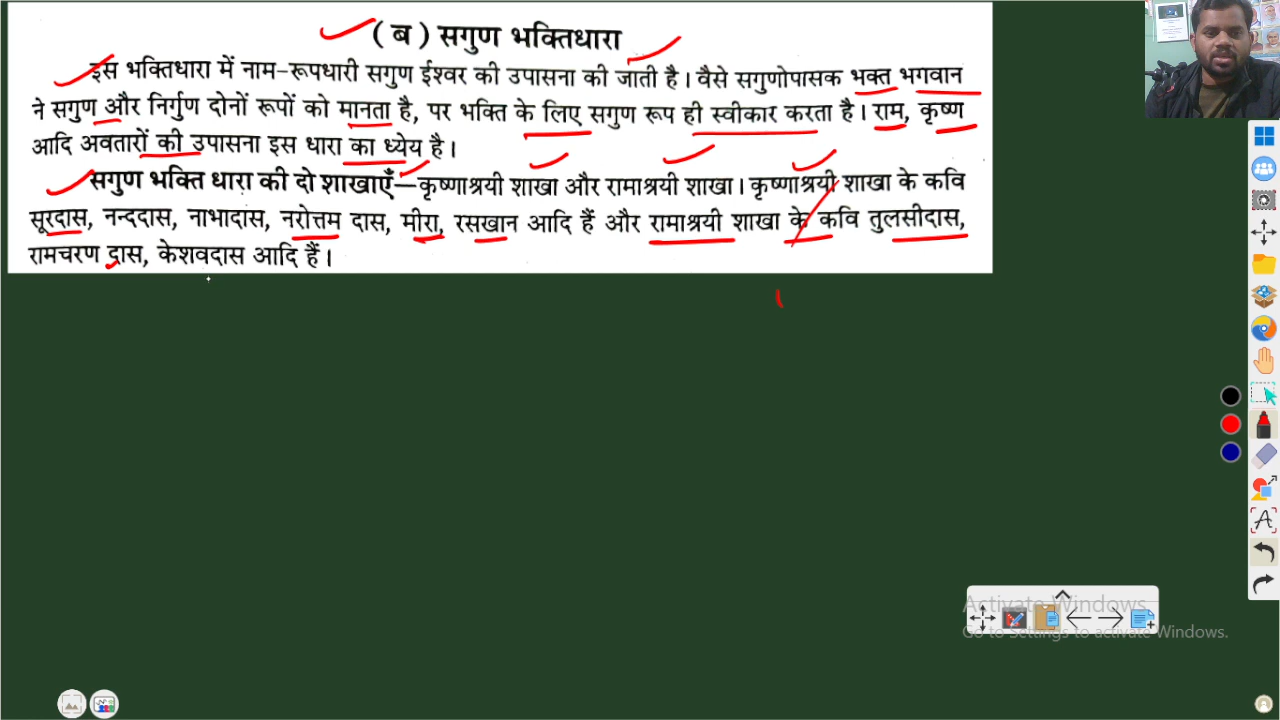 ( ब ) सगुण भक्तिधारा
इस भक्तिधारा में नाम-रूपधारी सगुण ईश्वर की उपासना की जाती है। वैसे सगुणोपासक भक्त भगवान
ने सगुण और निर्गुण दोनों रूपों को मानता है, पर भक्ति के लिए सगुण रूप ही स्वीकार करता है। राम, कृष्ण
आदि अवतारों की उपासना इस धारा का ध्येय है।
सगुण भक्ति धारा की दो शाखाएँ—कृष्णाश्रयी शाखा और रामाश्रयी शाखा। कृष्णाश्रयी शाखा के कवि
सूरदास, नन्ददास, नाभादास, नरोत्तम दास, मीरा, रसखान आदि हैं और रामाश्रयी शाखा के कवि तुलसीदास,
रामचरण दास, केशवदास आदि हैं।
Activate Windows
Go to Settings to activate Windows.